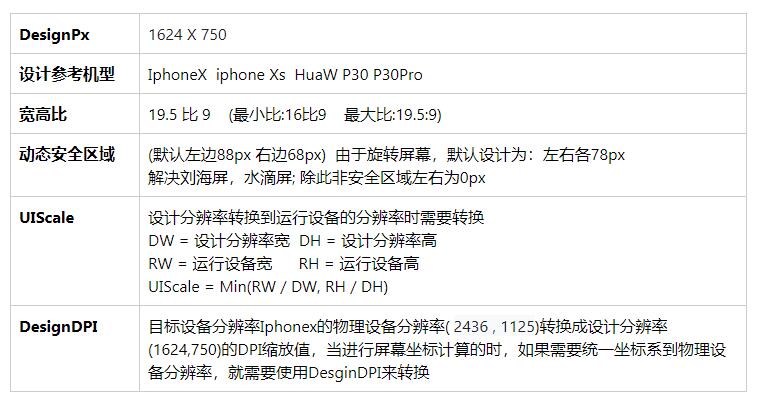 DesignPx 1624 X 750
设计参考机型 IphoneX iphone Xs HuaW P30 P30Pro
宽高比 19.5 比 9 (最小比:16比9 最大比:19.5:9)
动态安全区域 (默认左边88px 右边68px) 由于旋转屏幕，默认设计为：左右各78px
解决刘海屏，水滴屏; 除此非安全区域左右为0px
UIScale 设计分辨率转换到运行设备的分辨率时需要转换
DW = 设计分辨率宽 DH = 设计分辨率高
RW = 运行设备宽 RH = 运行设备高
UIScale = Min(RW / DW, RH / DH)
DesignDPI 目标设备分辨率Iphonex的物理设备分辨率( 2436 , 1125)转换成设计分辨率
(1624,750)的DPI缩放值，当进行屏幕坐标计算的时，如果需要统一坐标系到物理设
备分辨率，就需要使用DesginDPI来转换